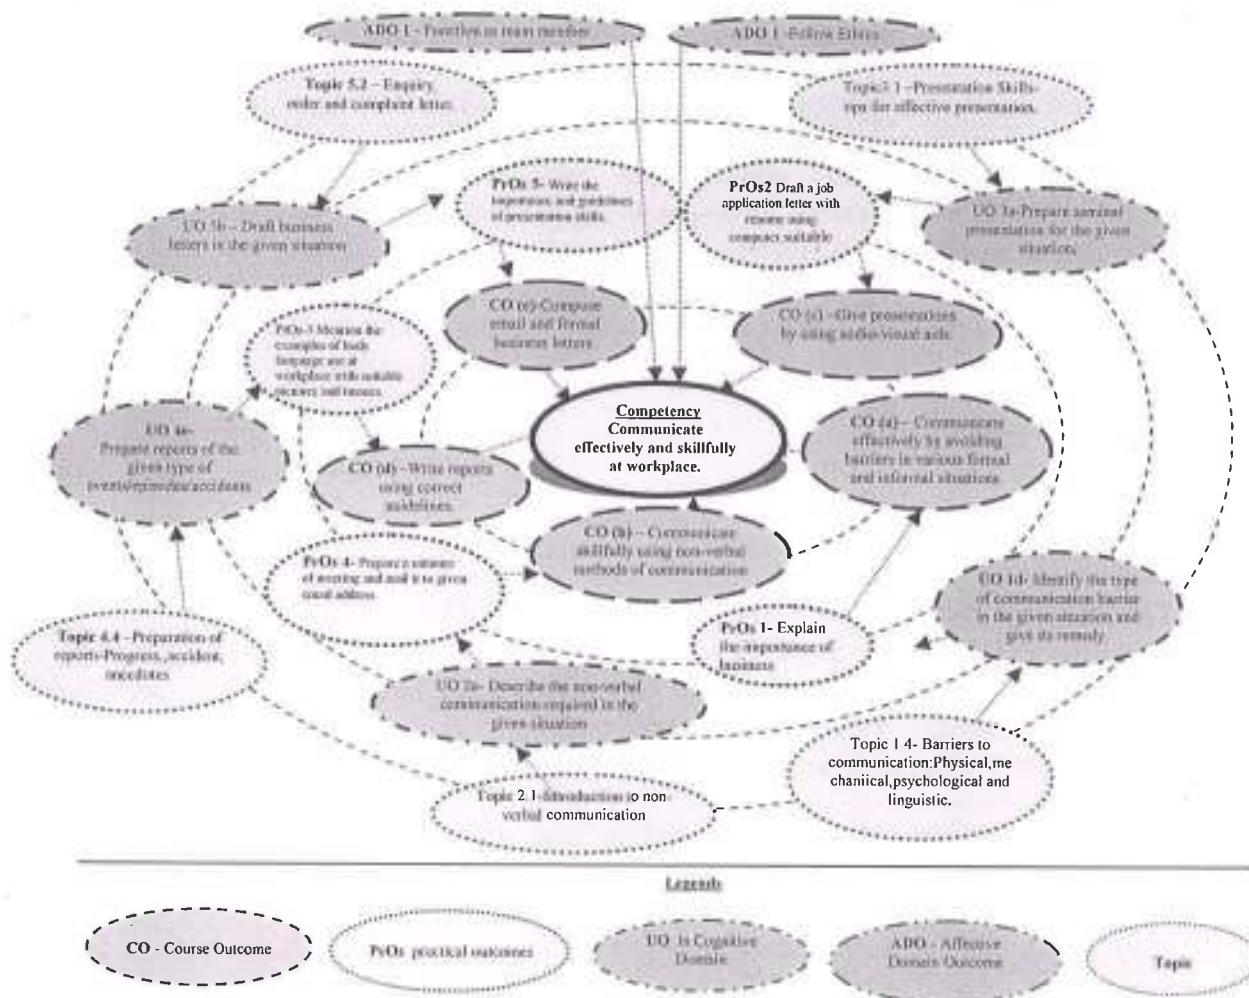 ADO 1 - Function as team member
ADO 1 -Follow Ethics
Topic 5.2 – Enquiry,
order and complaint letter.
Topic3 1 –Presentation Skills-
tips for effective presentation.
PrOs 5- Write the
importance and guidelines
of presentation skills.
PrOs2 Draft a job
application letter with
resume using
compact suitable
UO 5b – Draft business
letters in the given situation
UO 3a-Prepare seminar
presentation for the given
situation.
CO (e)-Compute
email and formal
business letters
CO (c) –Give presentations
by using audio-visual aids.
PrOs-3 Mention the
examples of body
language use at
workplace with suitable
pictures and
Competency
Communicate
effectively and skillfully
at workplace.
CO (a)– Communicate
effectively by avoiding
barriers in various formal
and informal situations
UO 4a-
Prepare reports of the
given type of
events/episodes/accidents
CO (d) –Write reports
using correct
guidelines.
CO (b) – Communicate
skillfully using non-verbal
methods of communication
PrOs 4- Prepare
of meeting and mail it to given
email address
UO 1d- Identify the type
of communication barrier
in the given situation and
give its remedy
PrOs 1- Explain
the importance of
business
Topic 4.4 –Preparation of
reports-Progress, accident,
anecdotes
UO 2a- Describe the non-verbal
communication required in the
given situation
Topic 1 4- Barriers to
communication:Physical,me
chaniical,psychological and
linguistic.
Topic 2.1-Introduction to non-
verbal communication
Legends
CO - Course Outcome
PrOs practical outcomes
UO In Cognitive
Domain
ADO - Affective
Domain Outcome
Topic